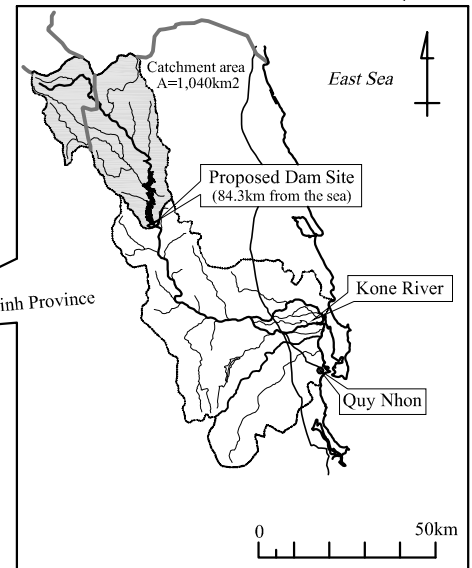 Catchment area
A=1,040km2
East Sea
Proposed Dam Site
(84.3km from the sea)
Kone River
inh Province
Quy Nhon
0
50km